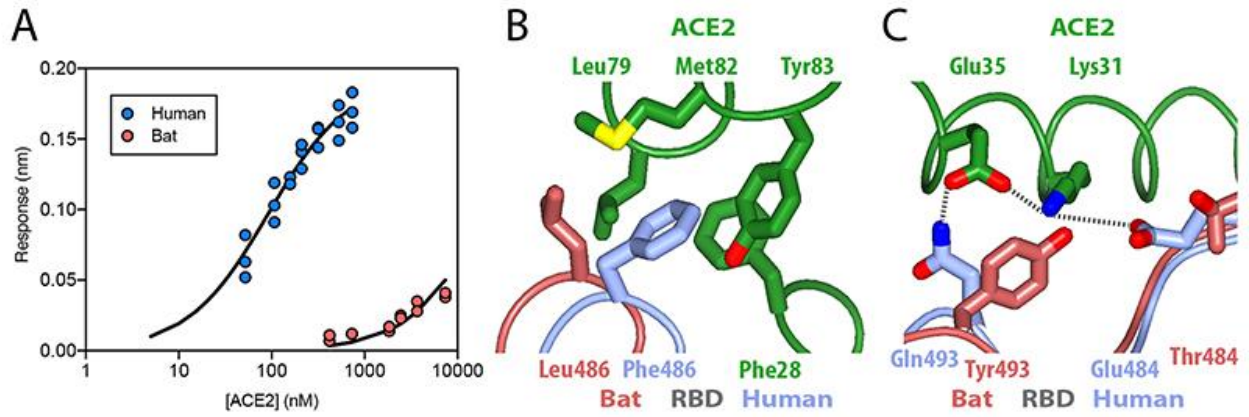 A
0.20
0.15
0.10
0.05
0.00
Response (nm)
Human
Bat
1
10
100
1000
10000
[ACE2] (nM)
B
ACE2
Leu79
Met82
Tyr83
Leu486
Phe486
Phe28
Bat
RBD
Human
C
ACE2
Glu35
Lys31
Gln493
Tyr493
Glu484
Thr484
Bat
RBD
Human